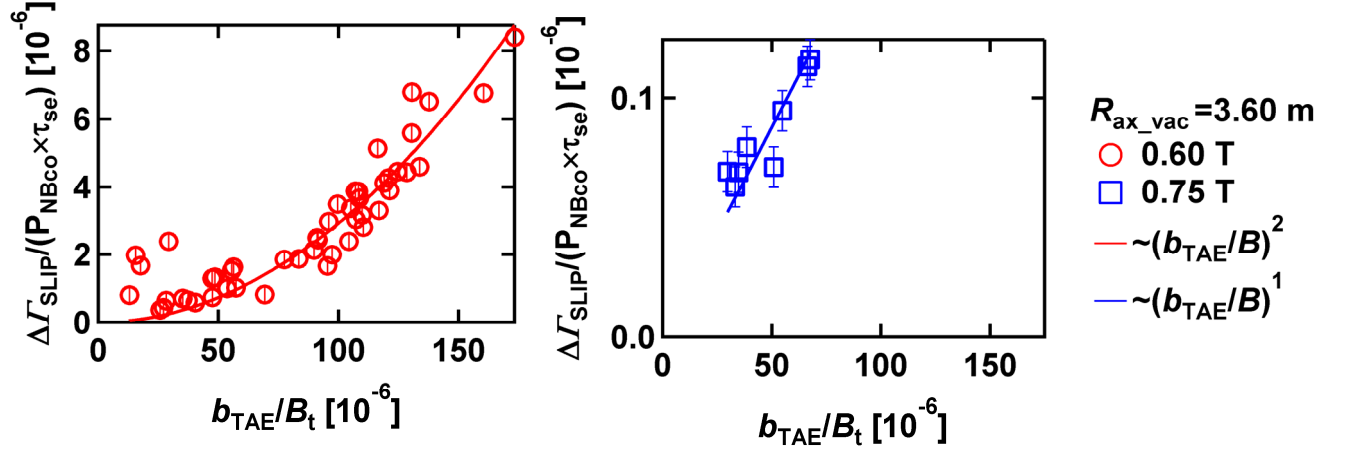 ΔΓSLIP/(PNBco×τse) [10-6]
8
6
4
2
0
0 50 100 150
bTAE/Bt [10-6]
ΔΓSLIP/(PNBco×τse) [10-6]
0.1
0.0
0 50 100 150
bTAE/Bt [10-6]
Rax_vac=3.60 m
0.60 T
0.75 T
~(bTAE/B)2
~(bTAE/B)1